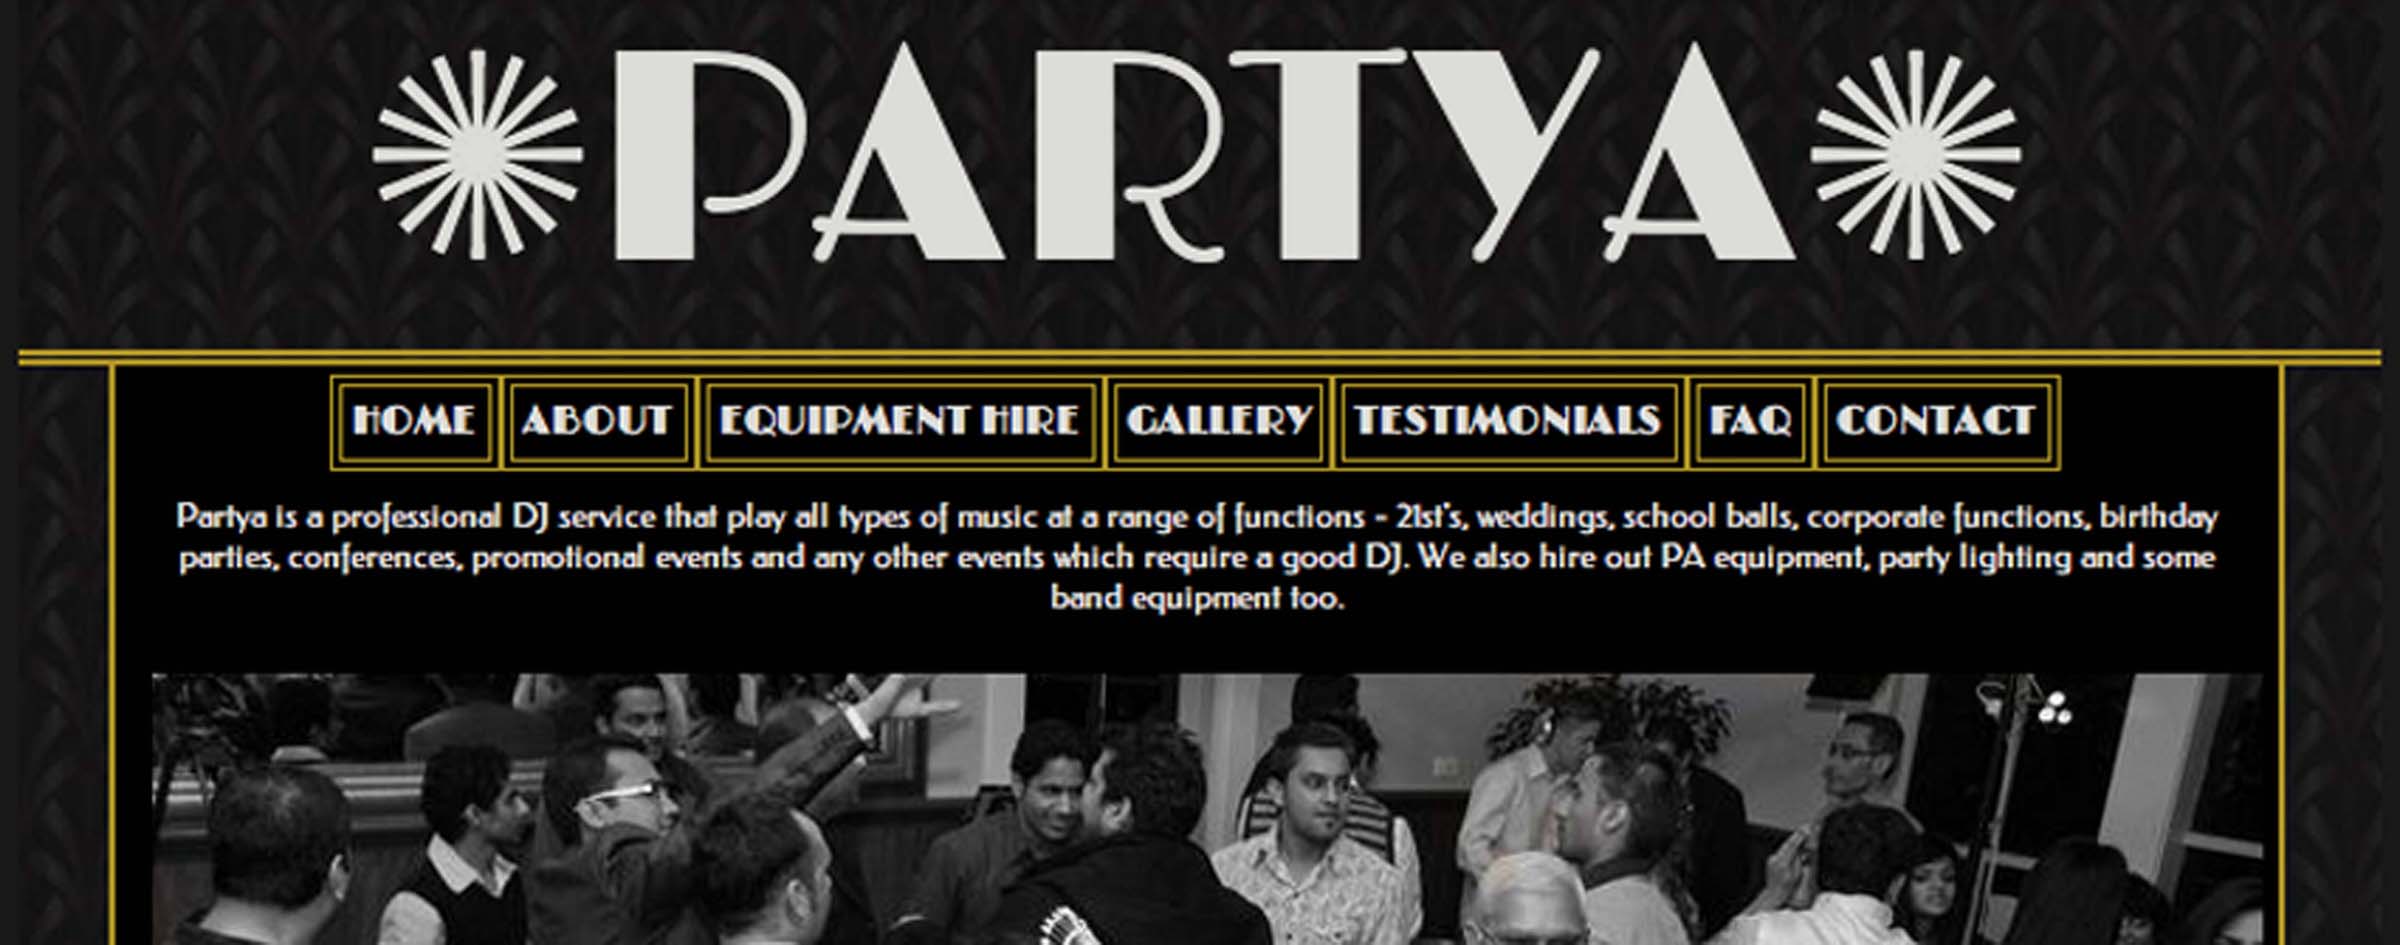 PARTYA
HOME ABOUT EQUIPMENT HIRE GALLERY TESTIMONIALS FAQ CONTACT
Partya is a professional DJ service that play all types of music at a range of functions - 21st's, weddings, school balls, corporate functions, birthday
parties, conferences, promotional events and any other events which require a good DJ. We also hire out PA equipment, party lighting and some
band equipment too.